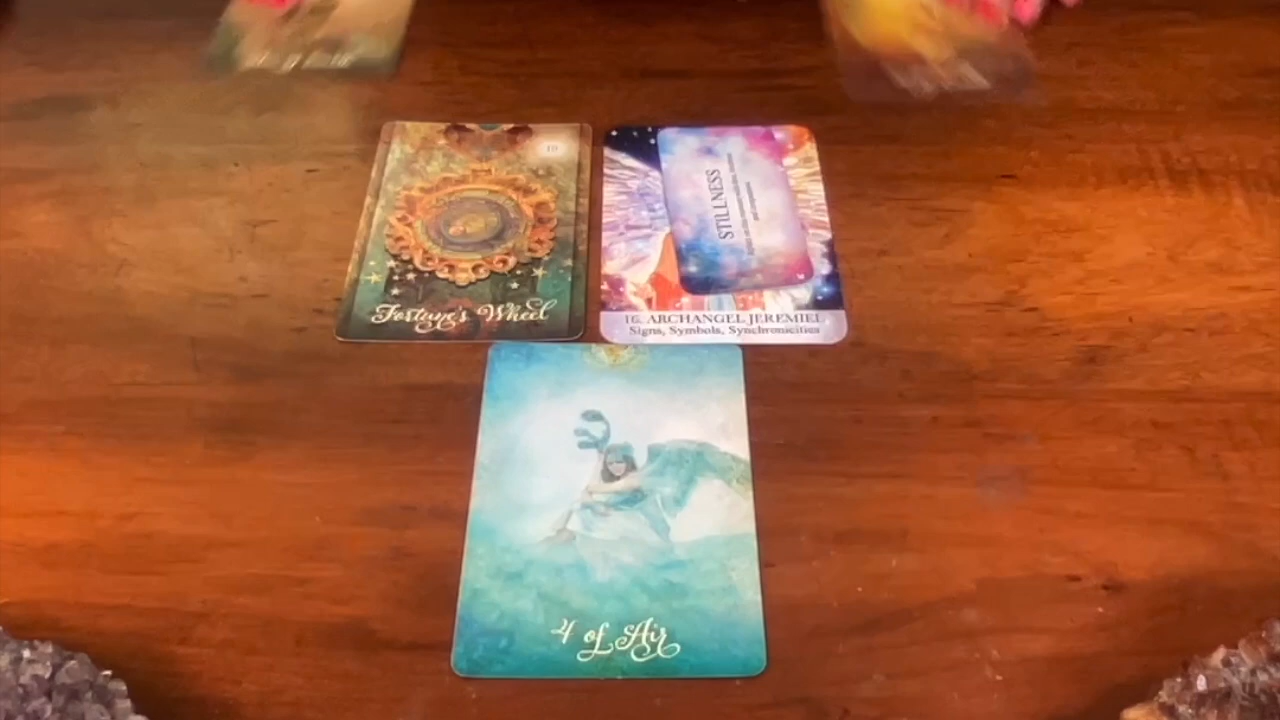 10
Fortune's Wheel
STILLNESS
16. ARCHANGEL JEREMIEL
Signs, Symbols, Synchronicities
4 of Air